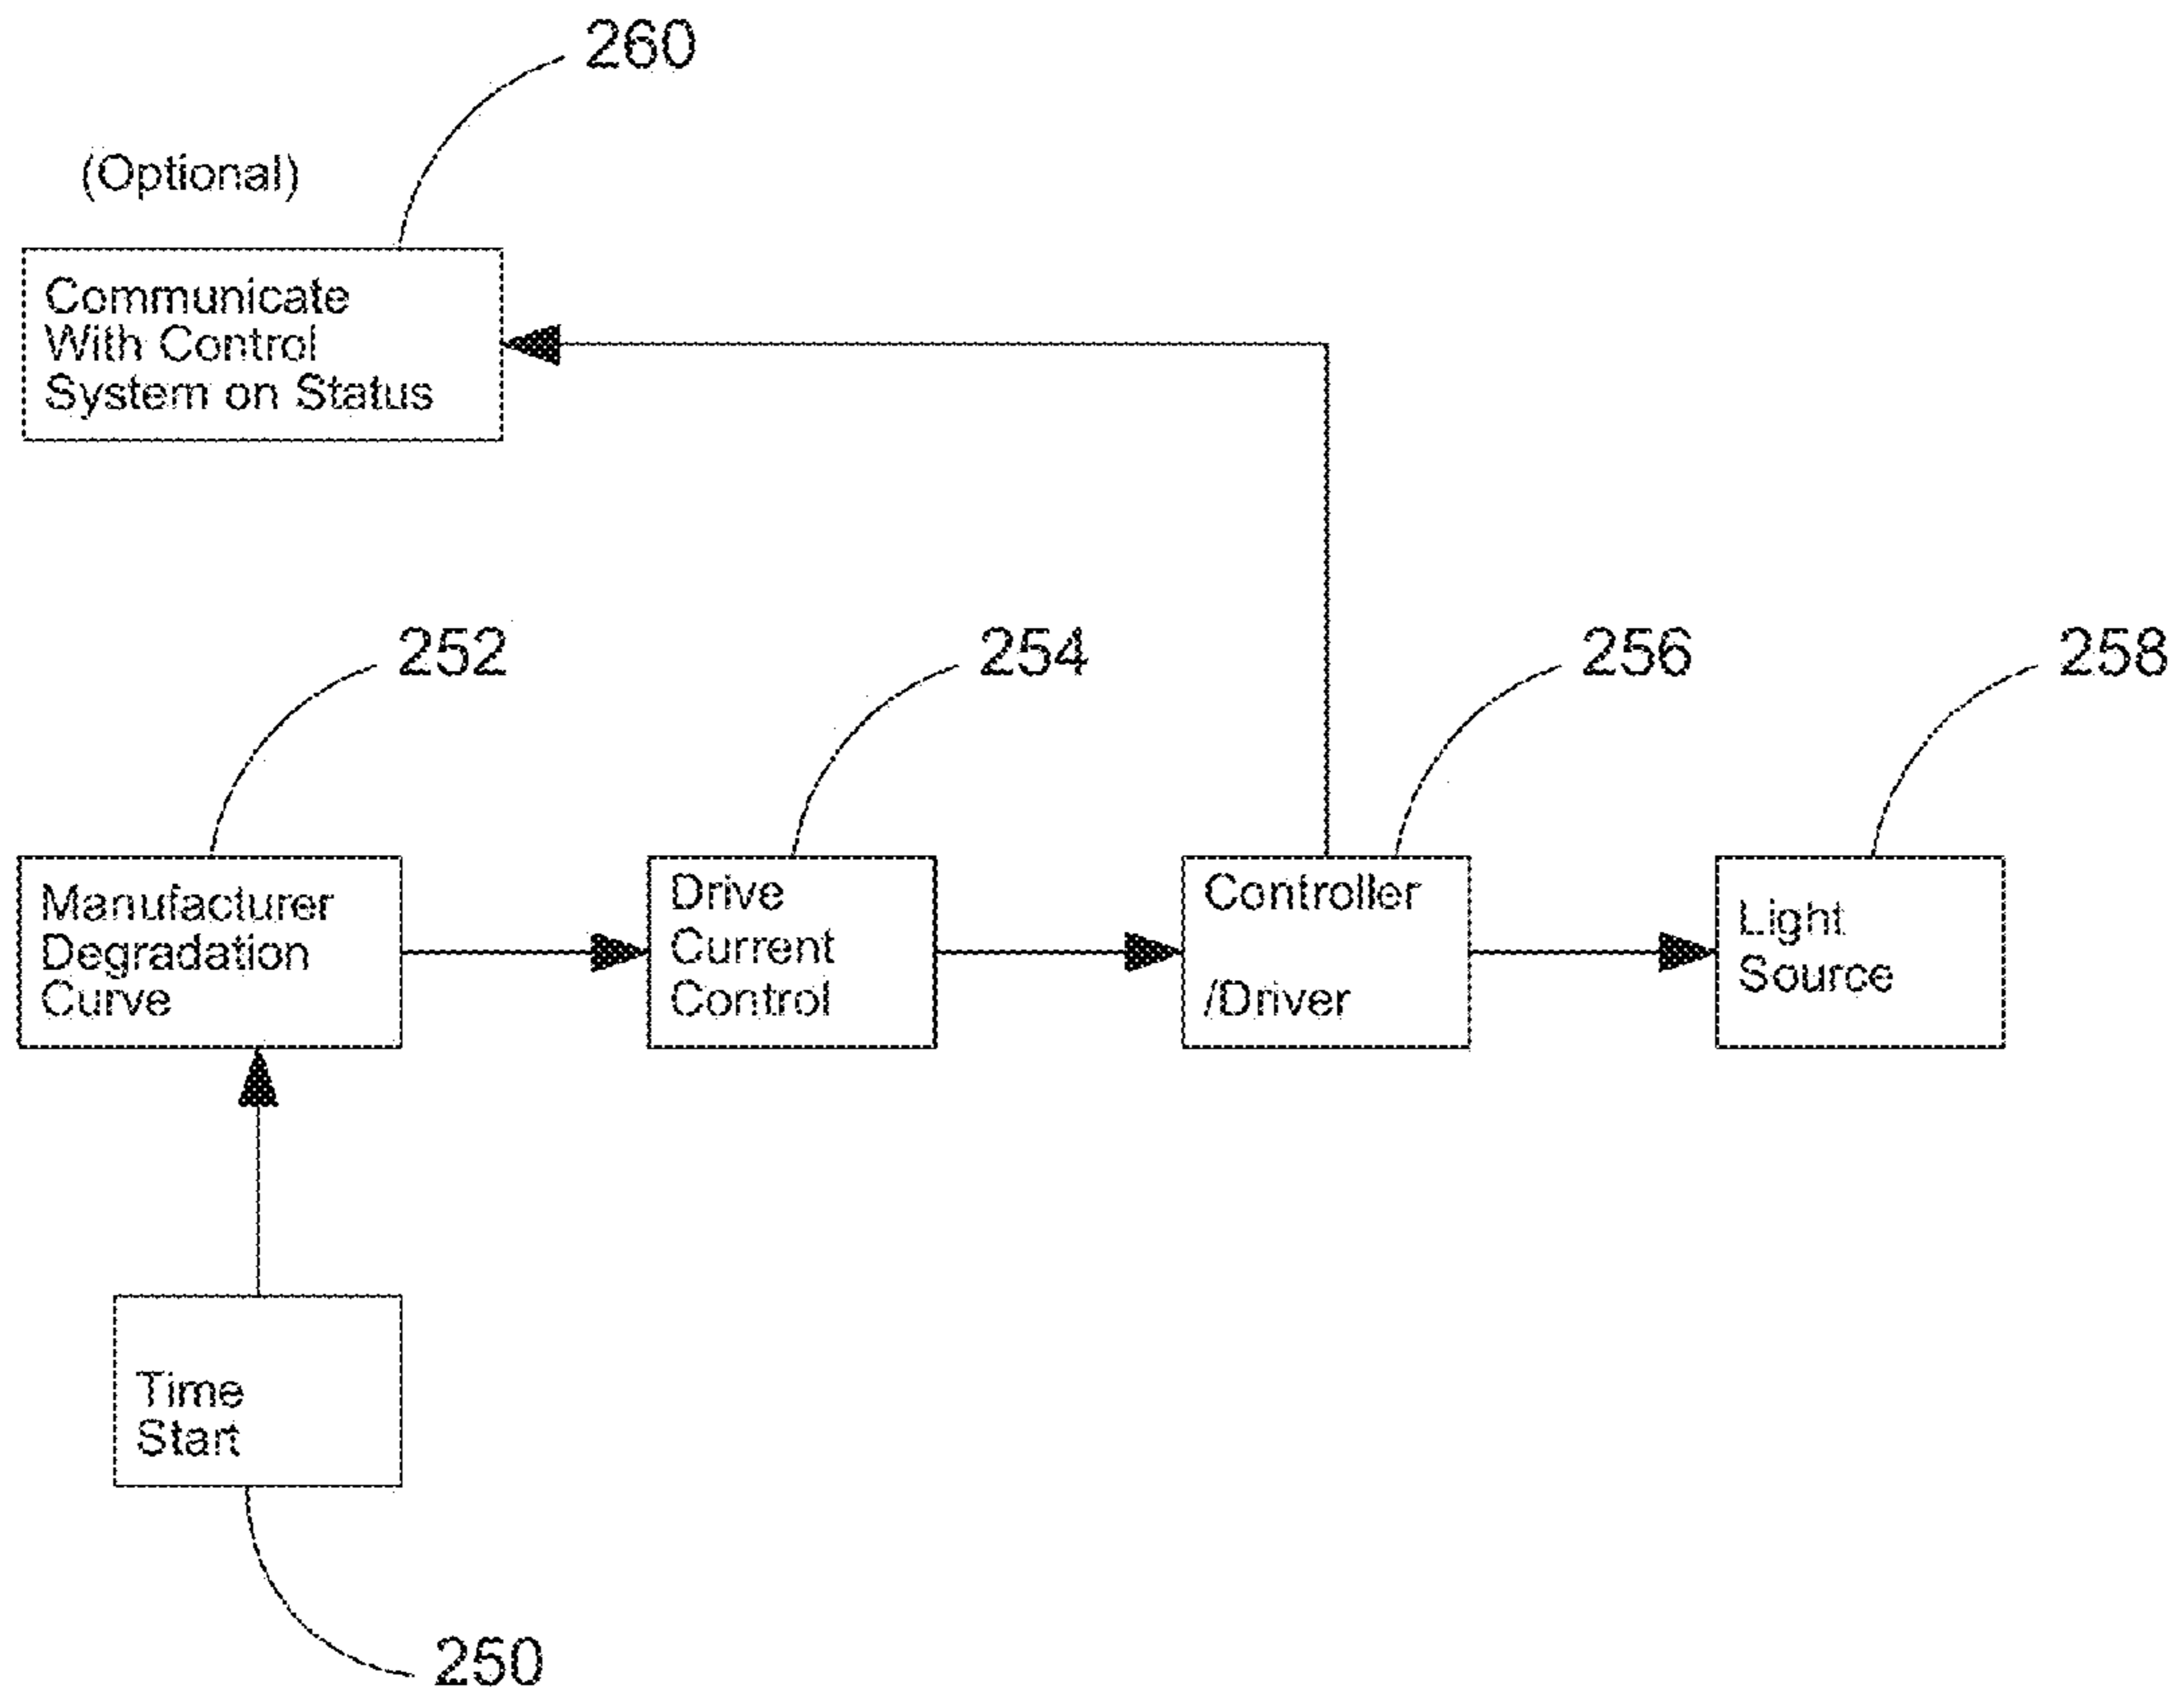 260
(Optional)
Communicate
With Control
System on Status
252
254
256
258
Manufacturer
Degradation
Curve
Drive
Current
Control
Controller
/Driver
Light
Source
Time
Start
250